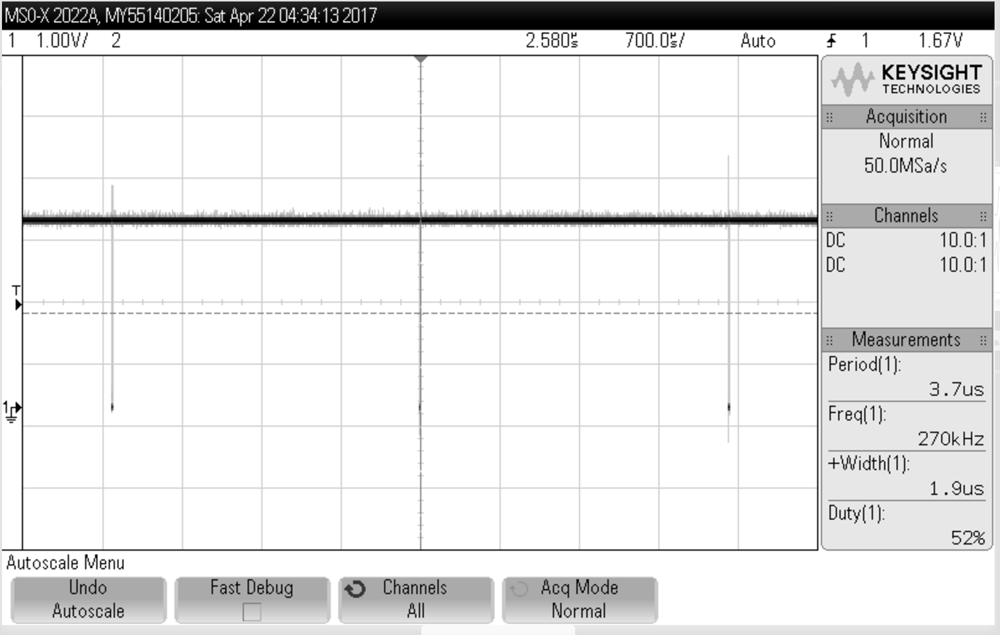 MSO-X 2022A, MY55140205: Sat Apr 22 04:34:13 2017
1 1.00V/ 2 2.580µs 700.0µs/ Auto 1 1.67V
KEYSIGHT
TECHNOLOGIES
Acquisition
Normal
50.0MSa/s
Channels
DC 10.0:1
DC 10.0:1
T
1
Measurements
Period(1):
3.7us
Freq(1):
270kHz
+Width(1):
1.9us
Duty(1):
52%
Autoscale Menu
Undo
Autoscale
Fast Debug
Channels
All
Acq Mode
Normal